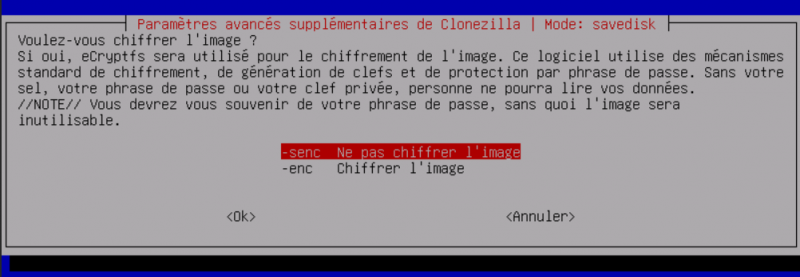 Paramètres avancés supplémentaires de Clonezilla | Mode: savedisk
Voulez-vous chiffrer l'image ?
Si oui, eCryptfs sera utilisé pour le chiffrement de l'image. Ce logiciel utilise des mécanismes
standard de chiffrement, de génération de clefs et de protection par phrase de passe. Sans votre
sel, votre phrase de passe ou votre clef privée, personne ne pourra lire vos données.
//NOTE// Vous devrez vous souvenir de votre phrase de passe, sans quoi l'image sera
inutilisable.
-senc Ne pas chiffrer l'image
-enc Chiffrer l'image
<Ok> <Annuler>